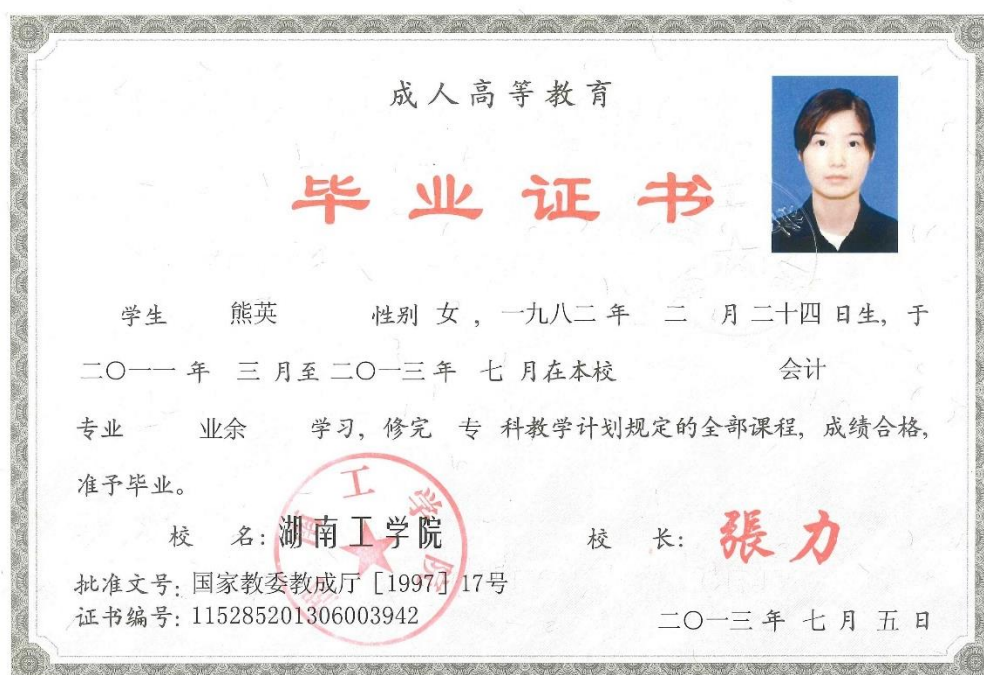 成人高等教育
毕业证书
学生 熊英 性别 女 , 一九八二 年 二 月 二十四 日生, 于
二〇一一 年 三 月至 二〇一三 年 七 月在本校 会计
专业 业余 学习, 修完 专 科教学计划规定的全部课程, 成绩合格,
准予毕业。
校 名: 湖南工学院
校 长: 張力
批准文号: 国家教委教成厅［1997］17号
证书编号: 115285201306003942
二〇一三 年 七 月 五 日
湖南工学院